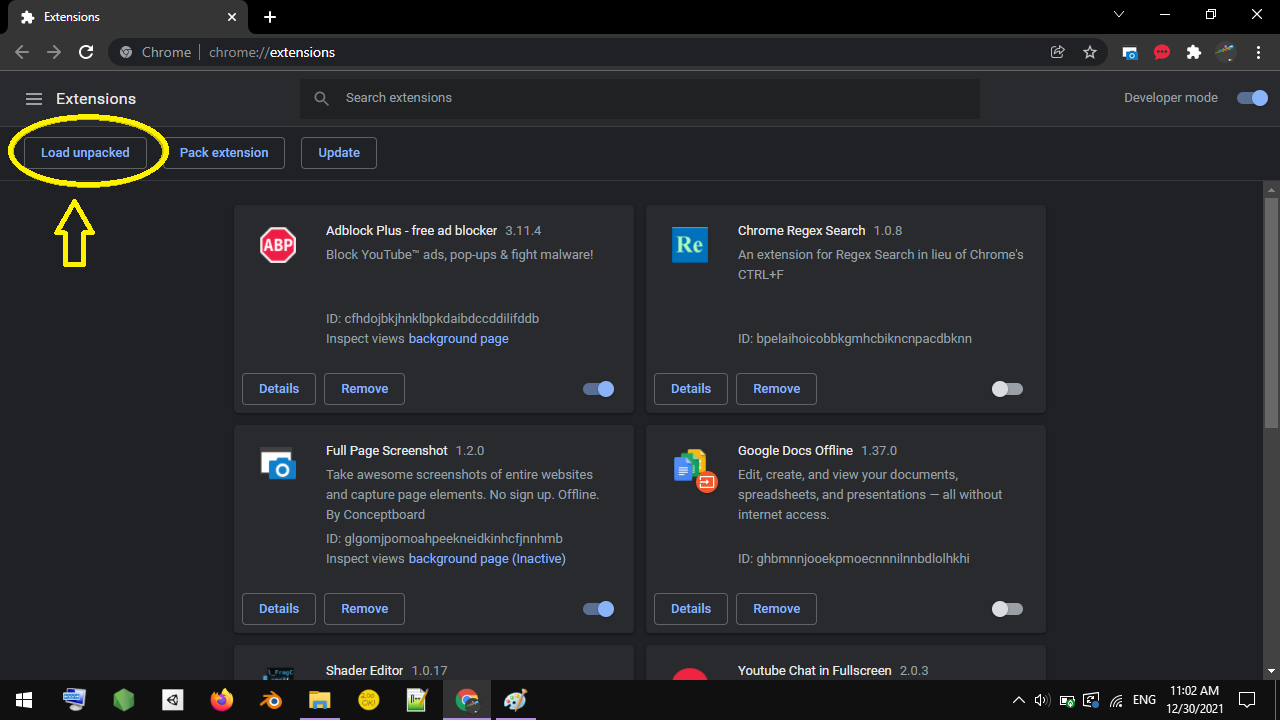 Extensions
Chrome
chrome://extensions
Extensions
Search extensions
Developer mode
Load unpacked
Pack extension
Update
ABP
Adblock Plus - free ad blocker 3.11.4
Block YouTube™ ads, pop-ups & fight malware!
ID: cfhdojbkjhnklbpkdaibdccddilifddb
Inspect views background page
Details
Remove
Re
Chrome Regex Search 1.0.8
An extension for Regex Search in lieu of Chrome's
CTRL+F
ID: bpelaihoicobbkgmhcbikncnpacdbknn
Details
Remove
Full Page Screenshot 1.2.0
Take awesome screenshots of entire websites
and capture page elements. No sign up. Offline.
By Conceptboard
ID: glgomjpomoahpeekneidkinhcfjnnhmb
Inspect views background page (Inactive)
Details
Remove
Google Docs Offline 1.37.0
Edit, create, and view your documents,
spreadsheets, and presentations — all without
internet access.
ID: ghbmnnjooekpmoecnnnilnnbdlolhkhi
Details
Remove
Shader Editor 1.0.17
Youtube Chat in Fullscreen 2.0.3
ENG
11:02 AM
12/30/2021